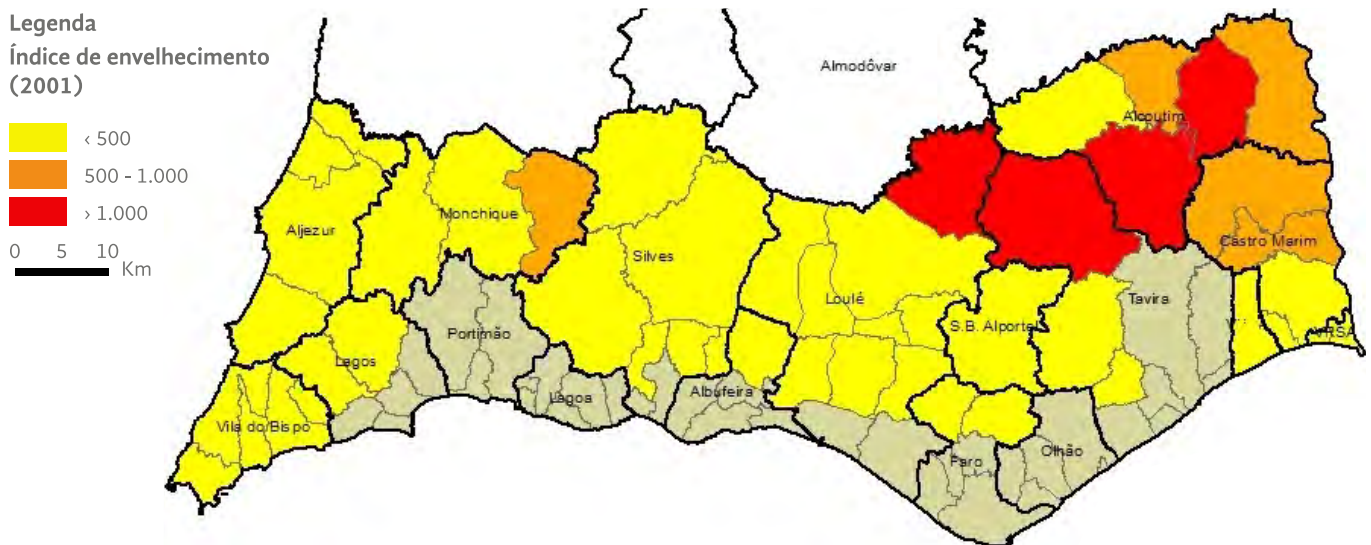 Legenda
Índice de envelhecimento
(2001)
‹ 500
500 - 1.000
› 1.000
0 5 10
Km
Almodôvar
Alcoutim
Monchique
Aljezur
Castro Marim
Silves
Loulé
Tavira
S.B. Alportel
Portimão
VRSA
Lagos
Albufeira
Lagoa
Vila do Bispo
Olhão
Faro